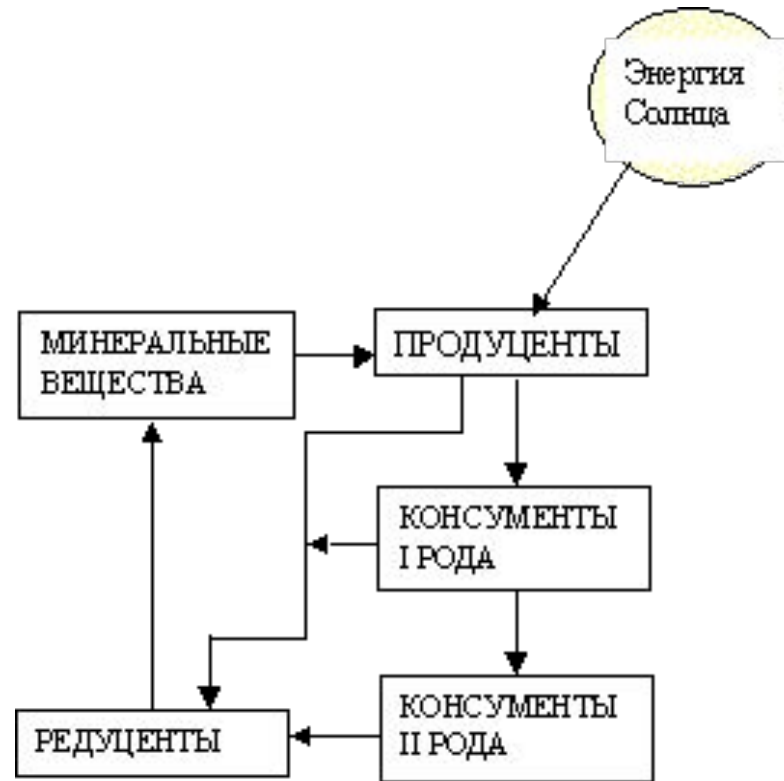 Энергия
Солнца
МИНЕРАЛЬНЫЕ
ВЕЩЕСТВА
ПРОДУЦЕНТЫ
КОНСУМЕНТЫ
I РОДА
РЕДУЦЕНТЫ
КОНСУМЕНТЫ
II РОДА